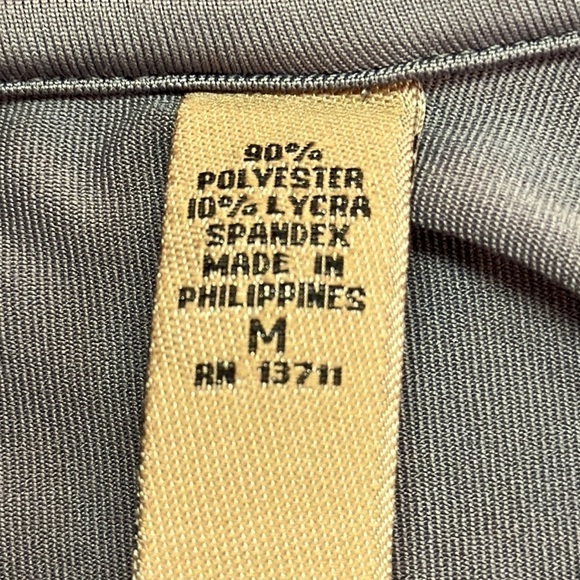 90%
POLYESTER
10% LYCRA
SPANDEX
MADE IN
PHILIPPINES
M
RN 13711